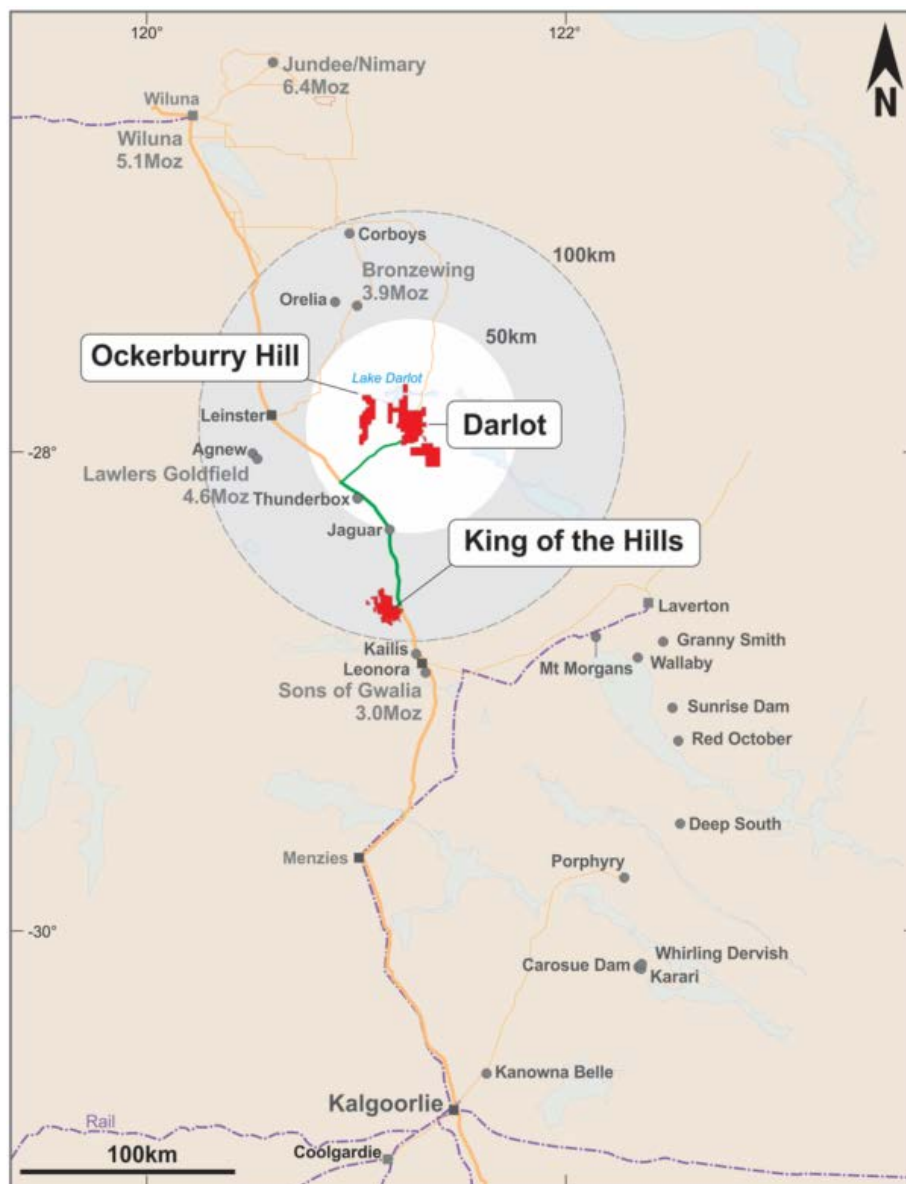 120°
122°
N
Jundee/Nimary
6.4Moz
Wiluna
Wiluna
5.1Moz
Corboys
100km
Bronzewing
3.9Moz
Orelia
50km
Ockerburry Hill
Lake Darlot
Leinster
Darlot
-28°
Agnew
Lawlers Goldfield
4.6Moz
Thunderbox
Jaguar
King of the Hills
Laverton
Kailis
Leonora
Granny Smith
Mt Morgans
Wallaby
Sons of Gwalia
3.0Moz
Sunrise Dam
Red October
Deep South
Menzies
Porphyry
-30°
Whirling Dervish
Carosue Dam
Karari
Kanowna Belle
Kalgoorlie
Rail
Coolgardie
100km